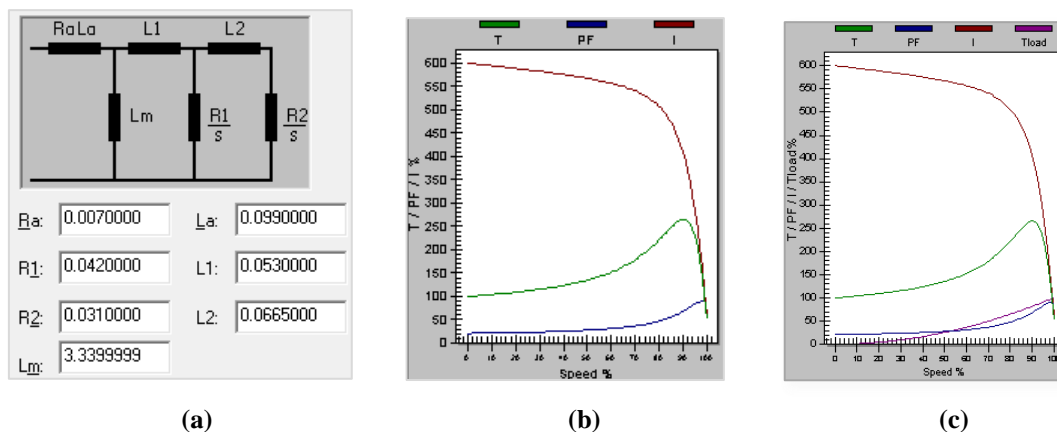 RaLa L1 L2
Lm R1 R2
S S
Ra: 0.0070000 La: 0.0990000
R1: 0.0420000 L1: 0.0530000
R2: 0.0310000 L2: 0.0665000
Lm: 3.3399999
T PF I
600
550
500
450
400
350
300
250
200
150
100
50
0
T / PF / I %
Speed %
T PF I Tload
600
550
500
450
400
350
300
250
200
150
100
50
0
T / PF / I / Tload%
0 10 20 30 40 50 60 70 80 90 100
Speed %
(a) (b) (c)